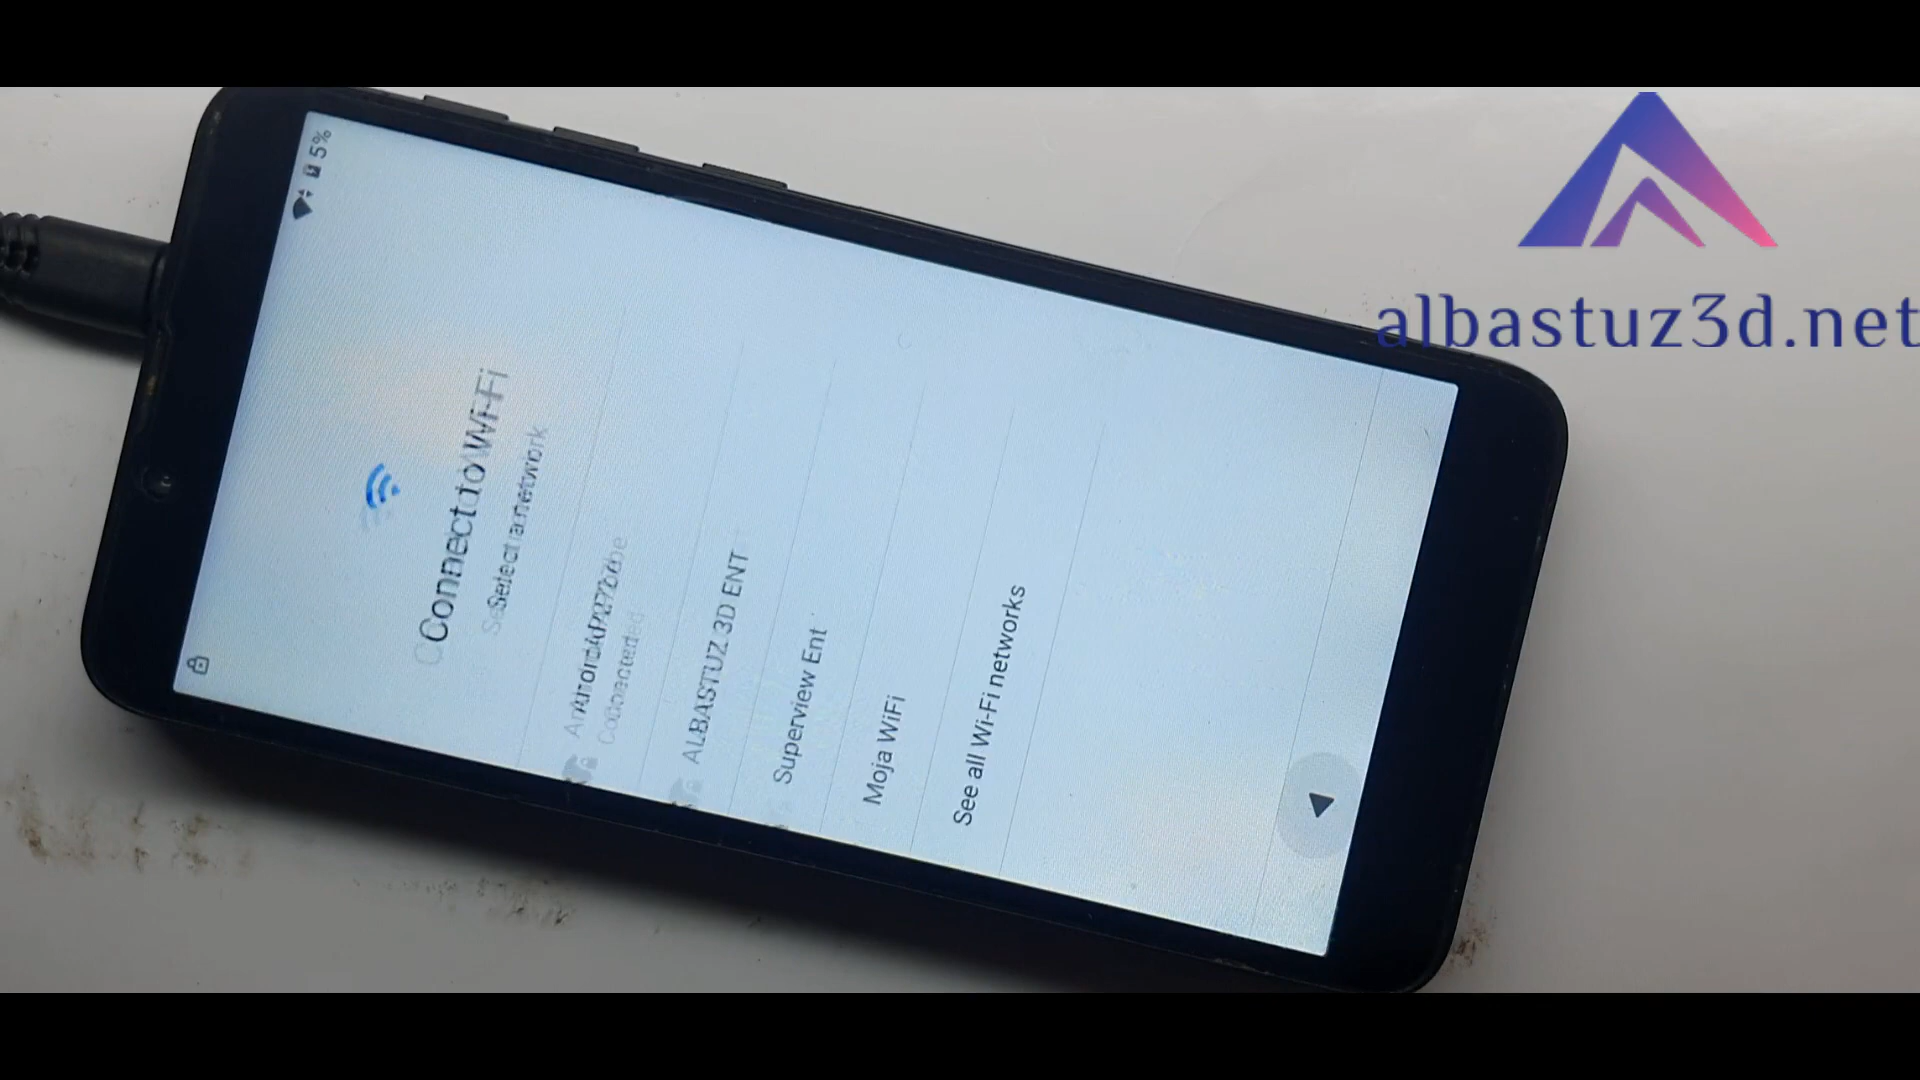 albastuz3d.net
5%
Connect to Wi-Fi
Select a network
Connected
ALBASTUZ 3D ENT
Superview Ent
Moja WiFi
See all Wi-Fi networks